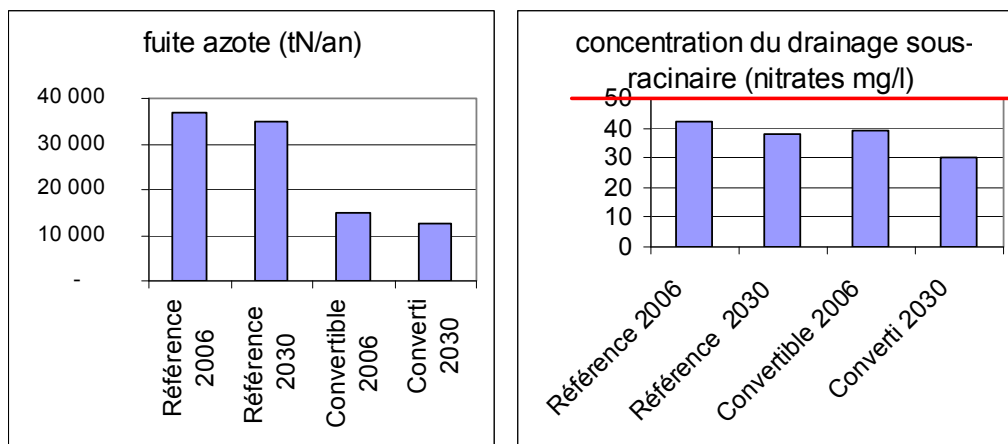 fuite azote (tN/an)
40 000
30 000
20 000
10 000
-
Référence
2006
Référence
2030
Convertible
2006
Converti
2030
concentration du drainage sous-
racinaire (nitrates mg/l)
50
40
30
20
10
0
Référence 2006
Référence 2030
Convertible 2006
Converti 2030